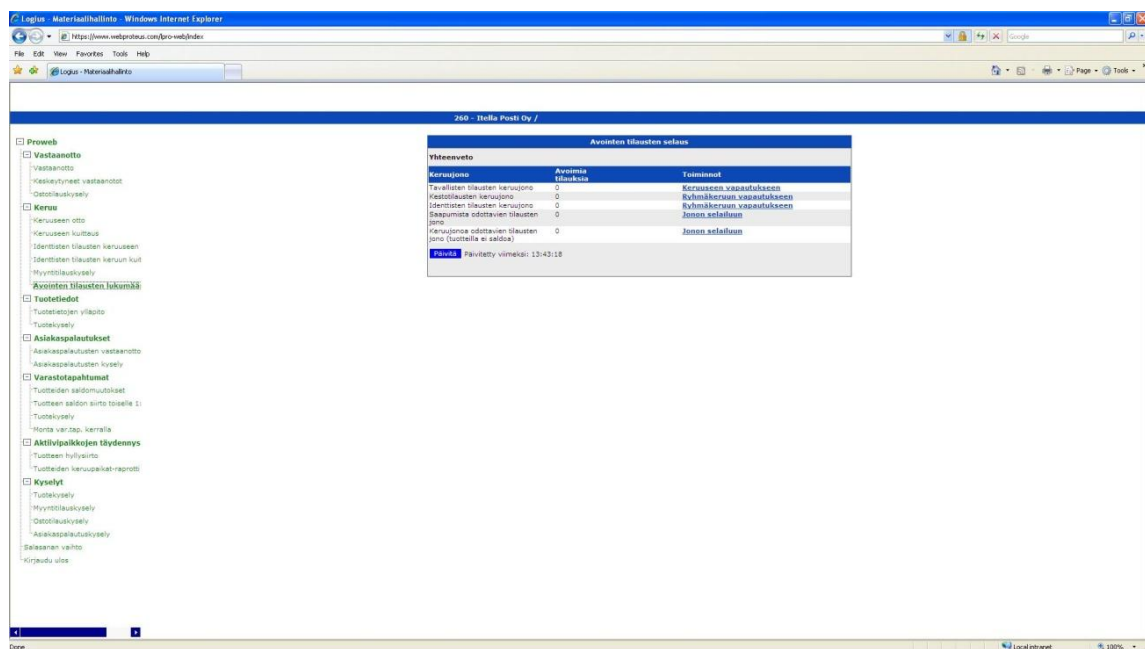 Logius - Materiaalihallinto - Windows Internet Explorer
https://www.webproteus.com/lpro-web/index
Google
File Edit View Favorites Tools Help
Logius - Materiaalihallinto
Page Tools
260 - Itella Posti Oy /
Proweb
Vastaanotto
Vastaanotto
Keskeytyneet vastaanotot
Ostotilauskysely
Keruu
Keruuseen otto
Keruuseen kuittaus
Identtisten tilausten keruuseen
Identtisten tilausten keruun kuit
Myyntitilauskysely
Avointen tilausten lukumää
Tuotetiedot
Tuotetietojen ylläpito
Tuotekysely
Asiakaspalautukset
Asiakaspalautusten vastaanotto
Asiakaspalautusten kysely
Varastotapahtumat
Tuotteiden saldomuutokset
Tuotteen saldon siirto toiselle
Tuotekysely
Monta var.tap. kerralla
Aktiivipaikkojen täydennys
Tuotteen hyllysiirto
Tuotteiden keruupaikat-raprotti
Kyselyt
Tuotekysely
Myyntitilauskysely
Ostotilauskysely
Asiakaspalautuskysely
Salasanan vaihto
Kirjaudu ulos
Avointen tilausten selaus
Yhteenveto
Keruujono Avoimia tilauksia Toiminnot
Tavallisten tilausten keruujono 0 Keruuseen vapautukseen
Kestotilausten keruujono 0 Ryhmäkeruun vapautukseen
Identtisten tilausten keruujono 0 Ryhmäkeruun vapautukseen
Saapumista odottavien tilausten 0 Jonon selailuun
jono
Keruujonoa odottavien tilausten 0 Jonon selailuun
jono (tuotteilla ei saldoa)
Päivitä Päivitetty viimeksi: 13:43:18
Done
Local intranet
100%